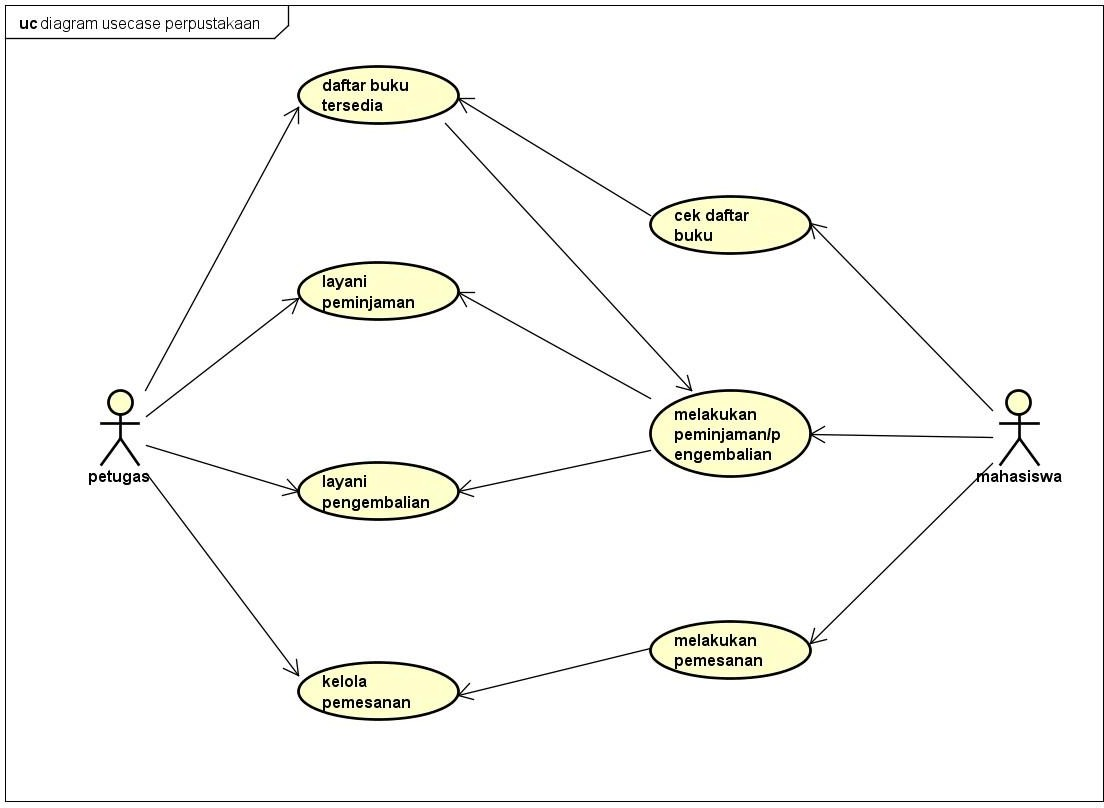 uc diagram usecase perpustakaan
daftar buku
tersedia
cek daftar
buku
layani
peminjaman
melakukan
peminjaman/p
engembalian
petugas
mahasiswa
layani
pengembalian
melakukan
pemesanan
kelola
pemesanan